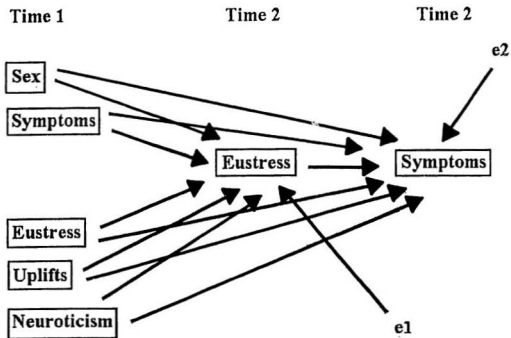 Time 1 Time 2 Time 2
e2
Sex
Symptoms
Eustress Symptoms
Eustress
Uplifts
Neuroticism
e1